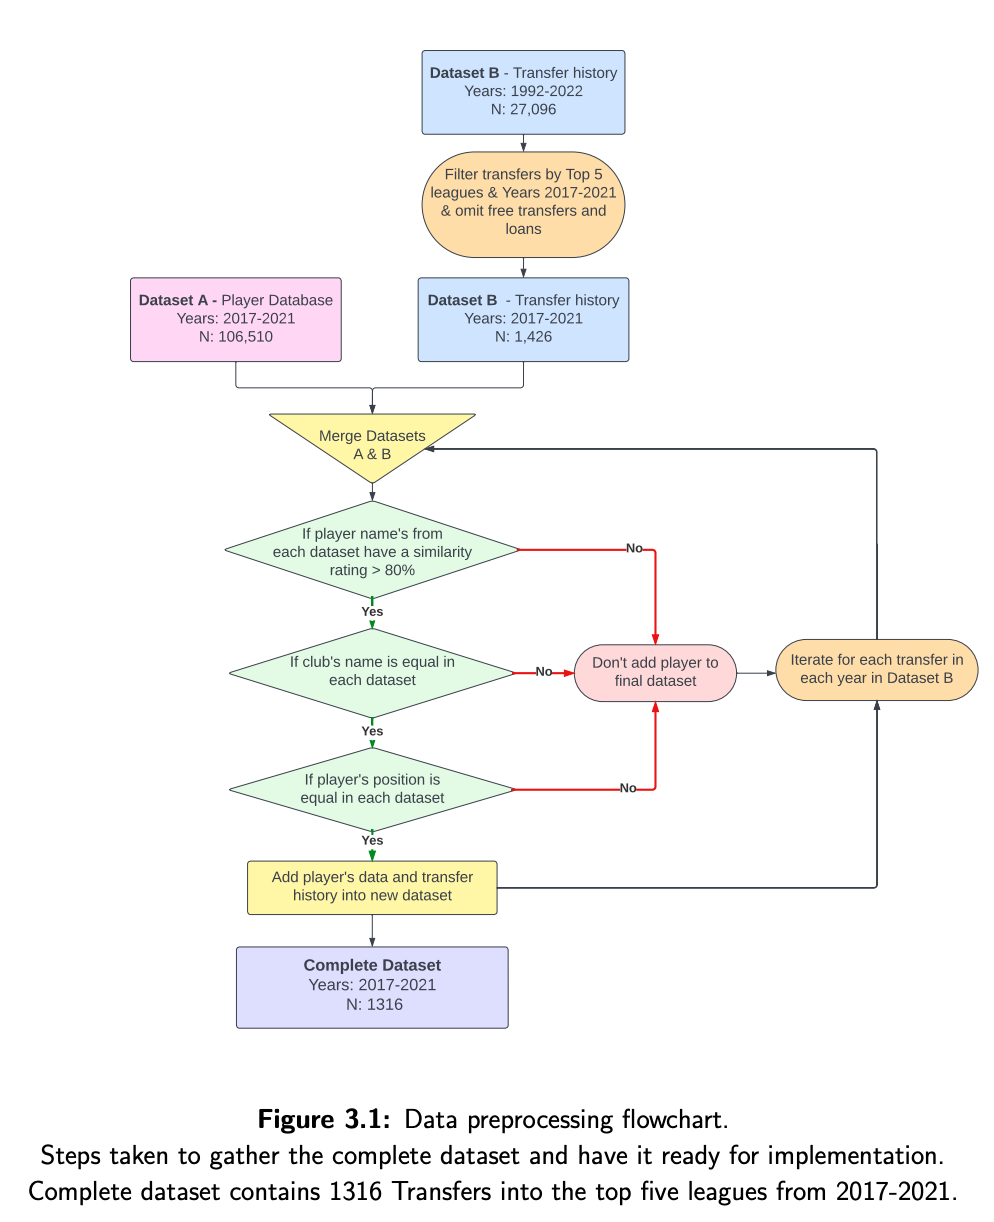 Dataset B - Transfer history
Years: 1992-2022
N: 27,096
Filter transfers by Top 5
leagues & Years 2017-2021
& omit free transfers and
loans
Dataset A - Player Database
Years: 2017-2021
N: 106,510
Dataset B - Transfer history
Years: 2017-2021
N: 1,426
Merge Datasets
A & B
If player name's from
each dataset have a similarity
rating > 80%
No
Yes
If club's name is equal in
each dataset
No
Don't add player to
final dataset
Iterate for each transfer in
each year in Dataset B
Yes
If player's position is
equal in each dataset
No
Yes
Add player's data and transfer
history into new dataset
Complete Dataset
Years: 2017-2021
N: 1316
Figure 3.1: Data preprocessing flowchart.
Steps taken to gather the complete dataset and have it ready for implementation.
Complete dataset contains 1316 Transfers into the top five leagues from 2017-2021.